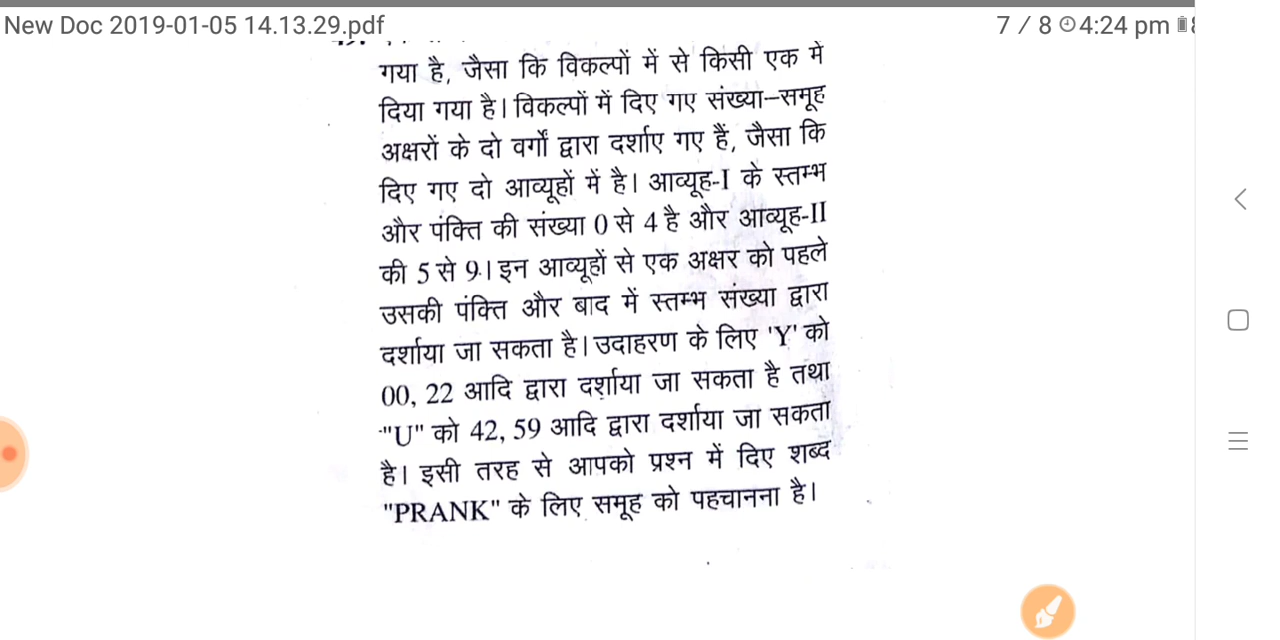 New Doc 2019-01-05 14.13.29.pdf
7 / 8 4:24 pm
गया है, जैसा कि विकल्पों में से किसी एक में
दिया गया है। विकल्पों में दिए गए संख्या–समूह
अक्षरों के दो वर्गों द्वारा दर्शाए गए हैं, जैसा कि
दिए गए दो आव्यूहों में है। आव्यूह-I के स्तम्भ
और पंक्ति की संख्या 0 से 4 है और आव्यूह-II
की 5 से 9। इन आव्यूहों से एक अक्षर को पहले
उसकी पंक्ति और बाद में स्तम्भ संख्या द्वारा
दर्शाया जा सकता है। उदाहरण के लिए 'Y' को
00, 22 आदि द्वारा दर्शाया जा सकता है तथा
"U" को 42, 59 आदि द्वारा दर्शाया जा सकता
है। इसी तरह से आपको प्रश्न में दिए शब्द
"PRANK" के लिए समूह को पहचानना है।